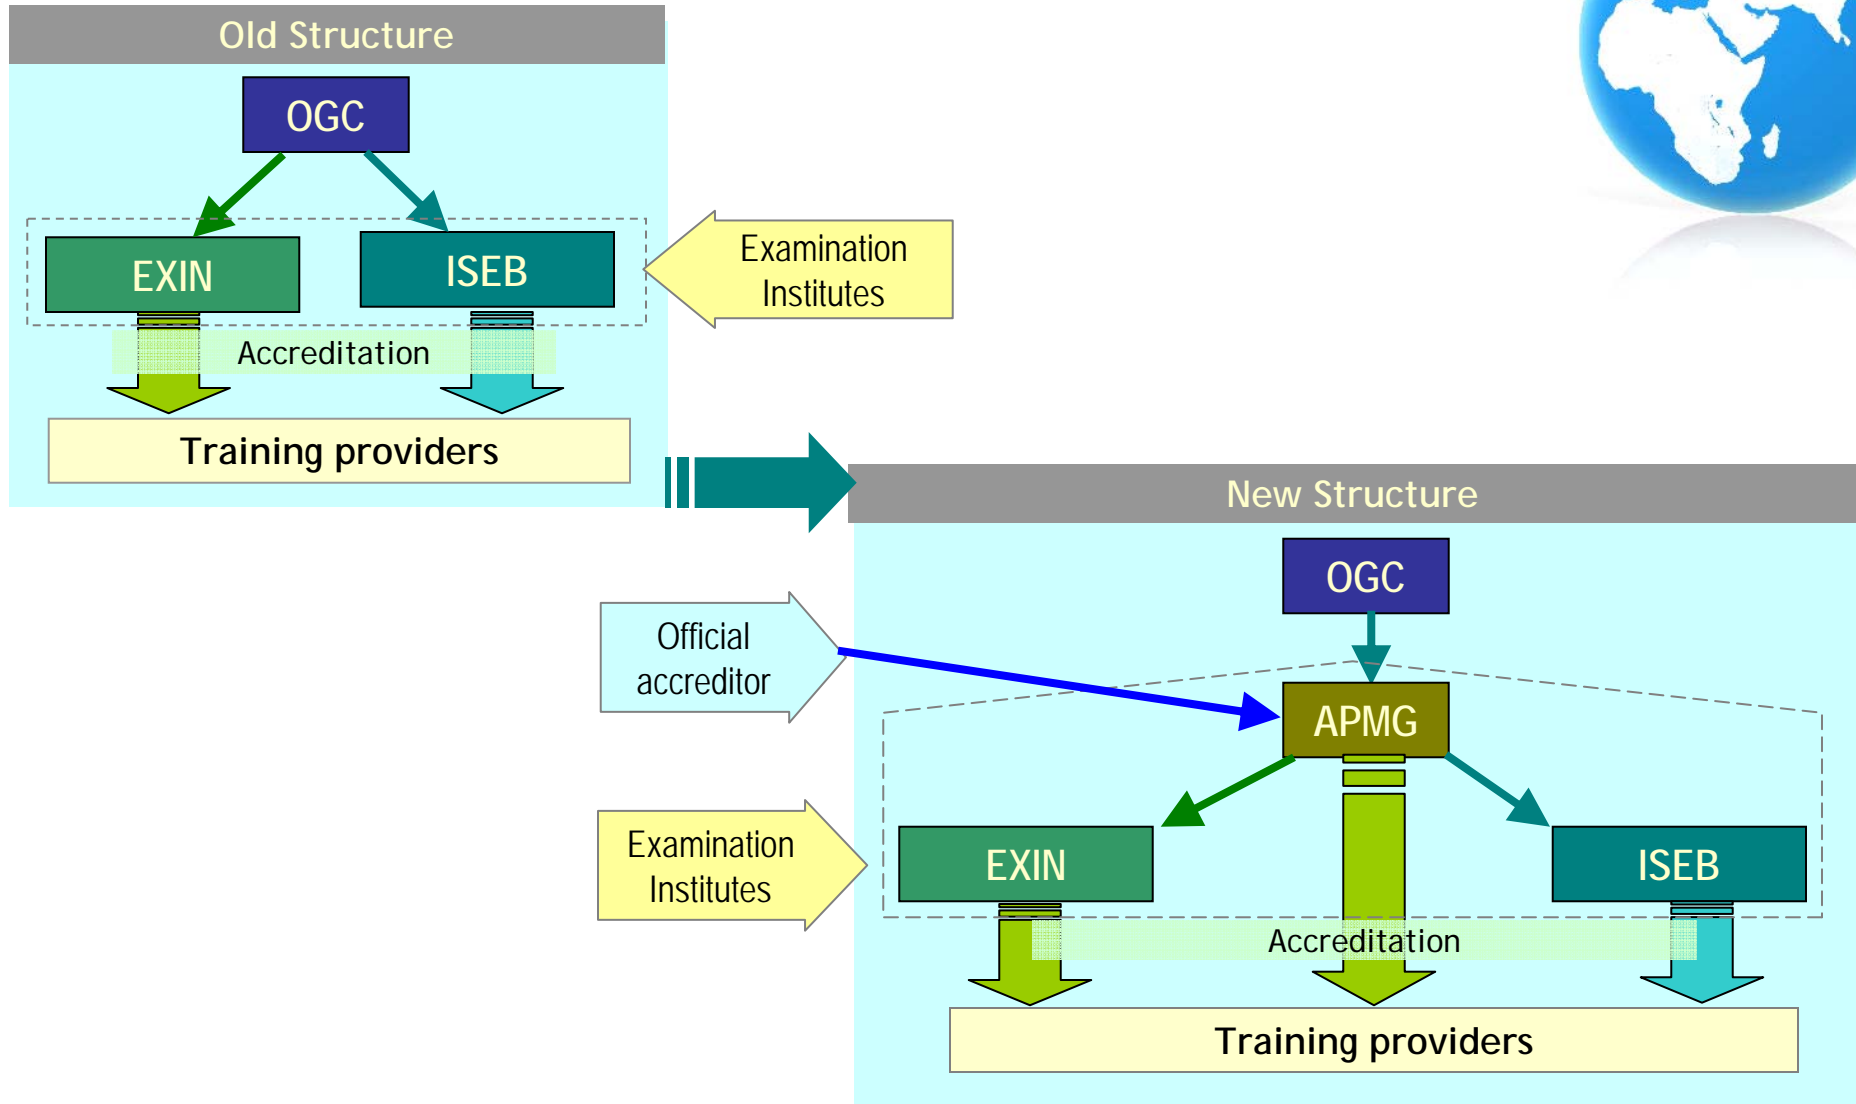 Old Structure
OGC
EXIN
ISEB
Examination
Institutes
Accreditation
Training providers
New Structure
OGC
Official
accreditor
APMG
Examination
Institutes
EXIN
ISEB
Accreditation
Training providers